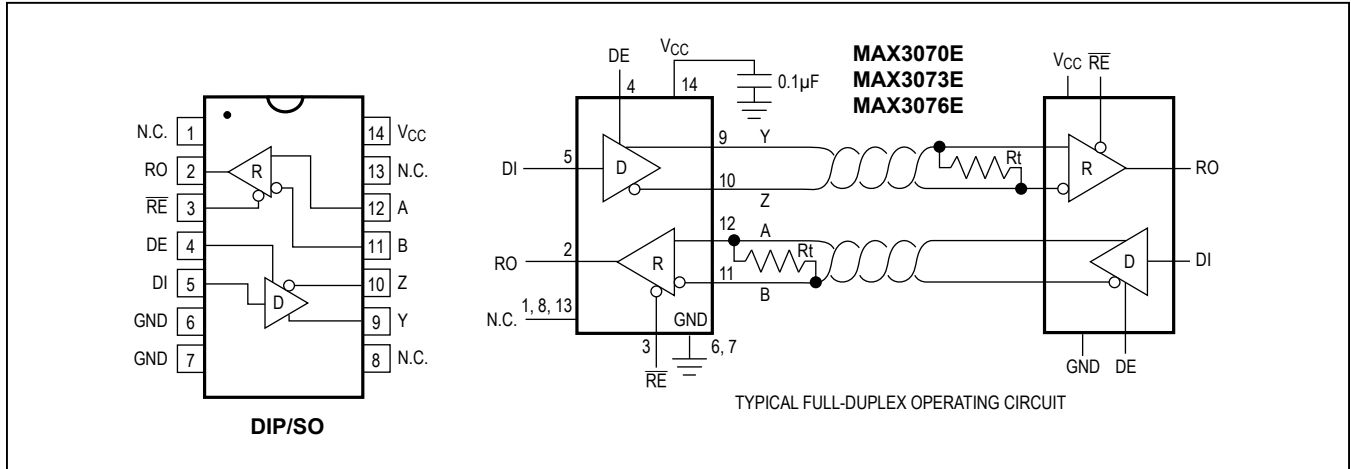 N.C. 1
RO 2
RE 3
DE 4
DI 5
GND 6
GND 7
14 VCC
13 N.C.
12 A
11 B
10 Z
9 Y
8 N.C.
R
D
DIP/SO
DE
4
VCC
14
0.1µF
MAX3070E
MAX3073E
MAX3076E
VCC RE
DI 5
D
9 Y
10
Z
Rt
R
RO
RO 2
R
12 A
11
B
Rt
D
DI
1, 8, 13
N.C.
3
RE
GND
6, 7
GND DE
TYPICAL FULL-DUPLEX OPERATING CIRCUIT